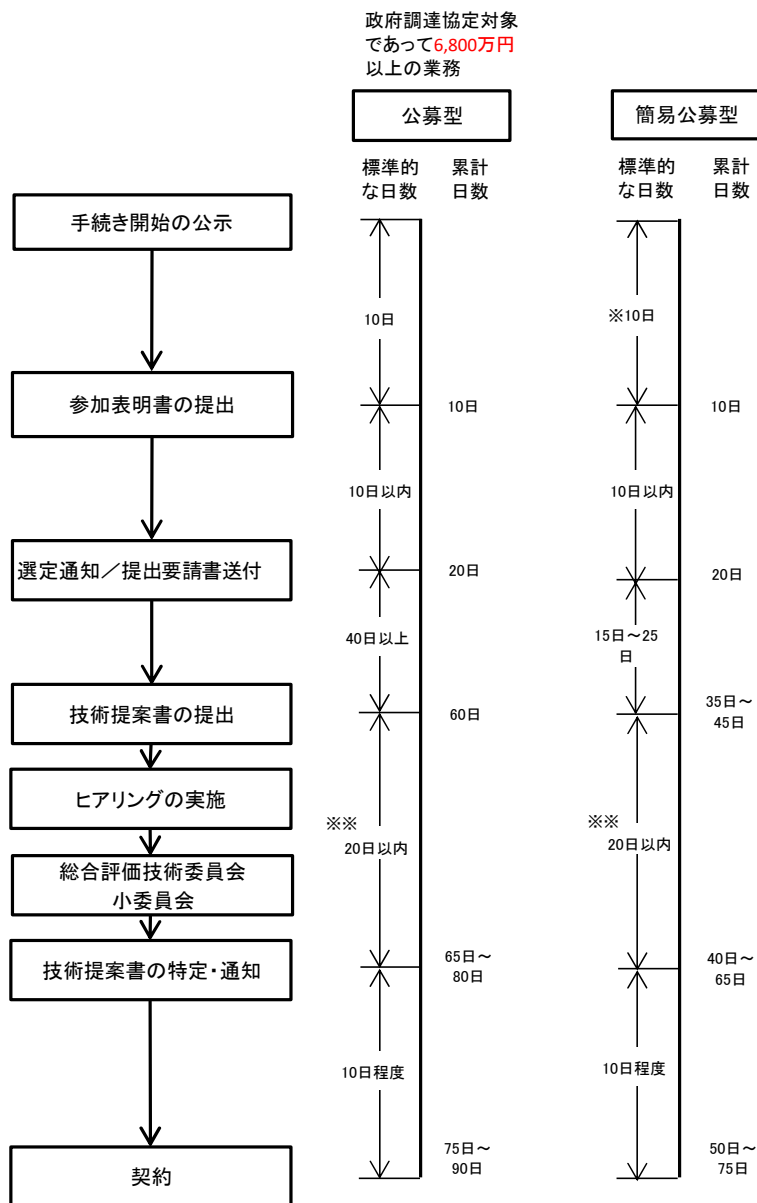 政府調達協定対象
であって6,800万円
以上の業務
公募型
簡易公募型
標準的
な日数
累計
日数
標準的
な日数
累計
日数
手続き開始の公示
10日
※10日
参加表明書の提出
10日
10日
10日以内
10日以内
選定通知／提出要請書送付
20日
20日
40日以上
15日～25
日
技術提案書の提出
60日
35日～
45日
ヒアリングの実施
※※
20日以内
※※
20日以内
総合評価技術委員会
小委員会
技術提案書の特定・通知
65日～
80日
40日～
65日
10日程度
10日程度
契約
75日～
90日
50日～
75日